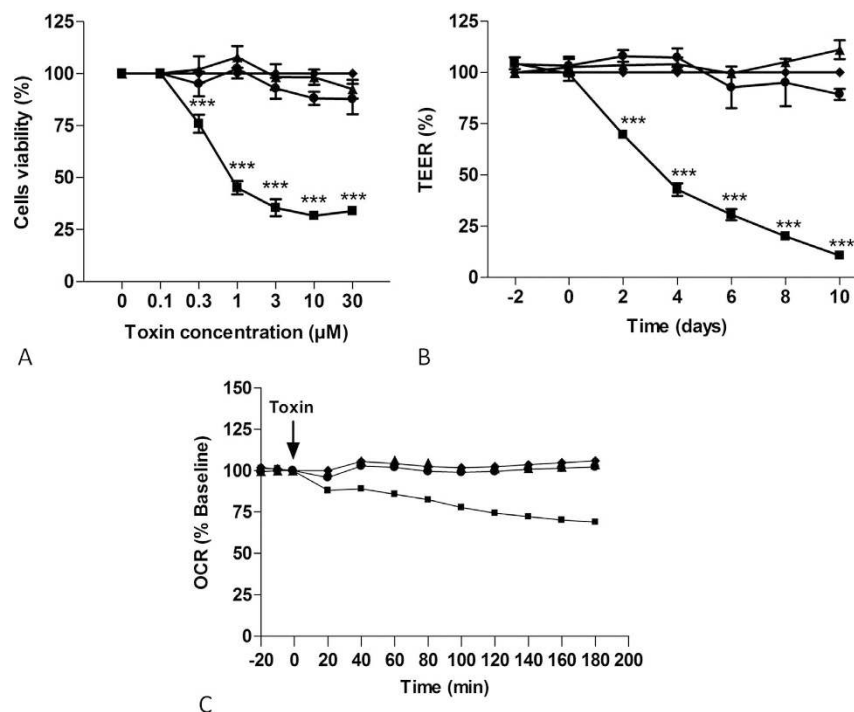 125
100
75
50
25
0
Cells viability (%)
***
***
***
***
***
0 0.1 0.3 1 3 10 30
Toxin concentration (µM)
A
125
100
75
50
25
0
TEER (%)
***
***
***
***
***
-2 0 2 4 6 8 10
Time (days)
B
150
125
100
75
50
25
0
OCR (% Baseline)
Toxin
-20 0 20 40 60 80 100 120 140 160 180 200
Time (min)
C